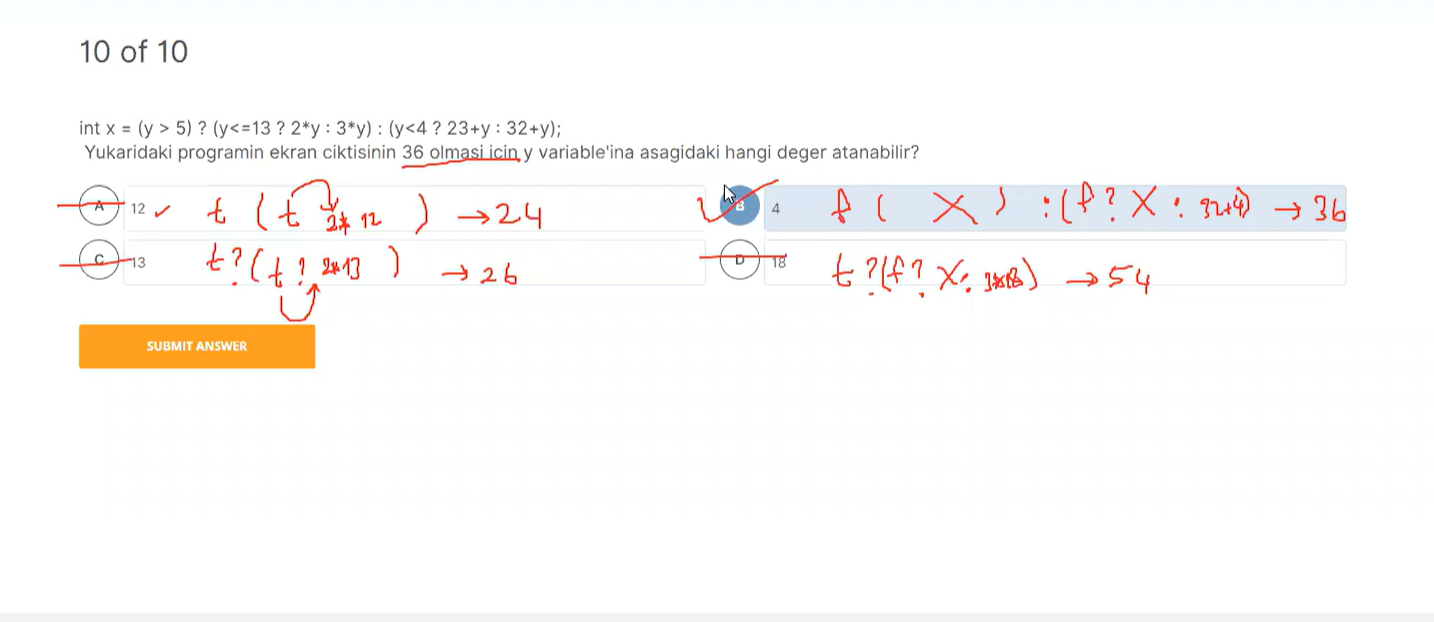 10 of 10
int x = (y > 5) ? (y<=13 ? 2*y : 3*y) : (y<4 ? 23+y : 32+y);
Yukaridaki programin ekran ciktisinin 36 olmasi icin y variable'ina asagidaki hangi deger atanabilir?
A 12 ✓ t ( t 2* 12 ) → 24
B 4 f ( X ) : (f ? X : 32+4) → 36
C 13 t ? ( t ? 2*13 ) → 26
D 18 t ? (f ? X : 3*18) → 54
SUBMIT ANSWER